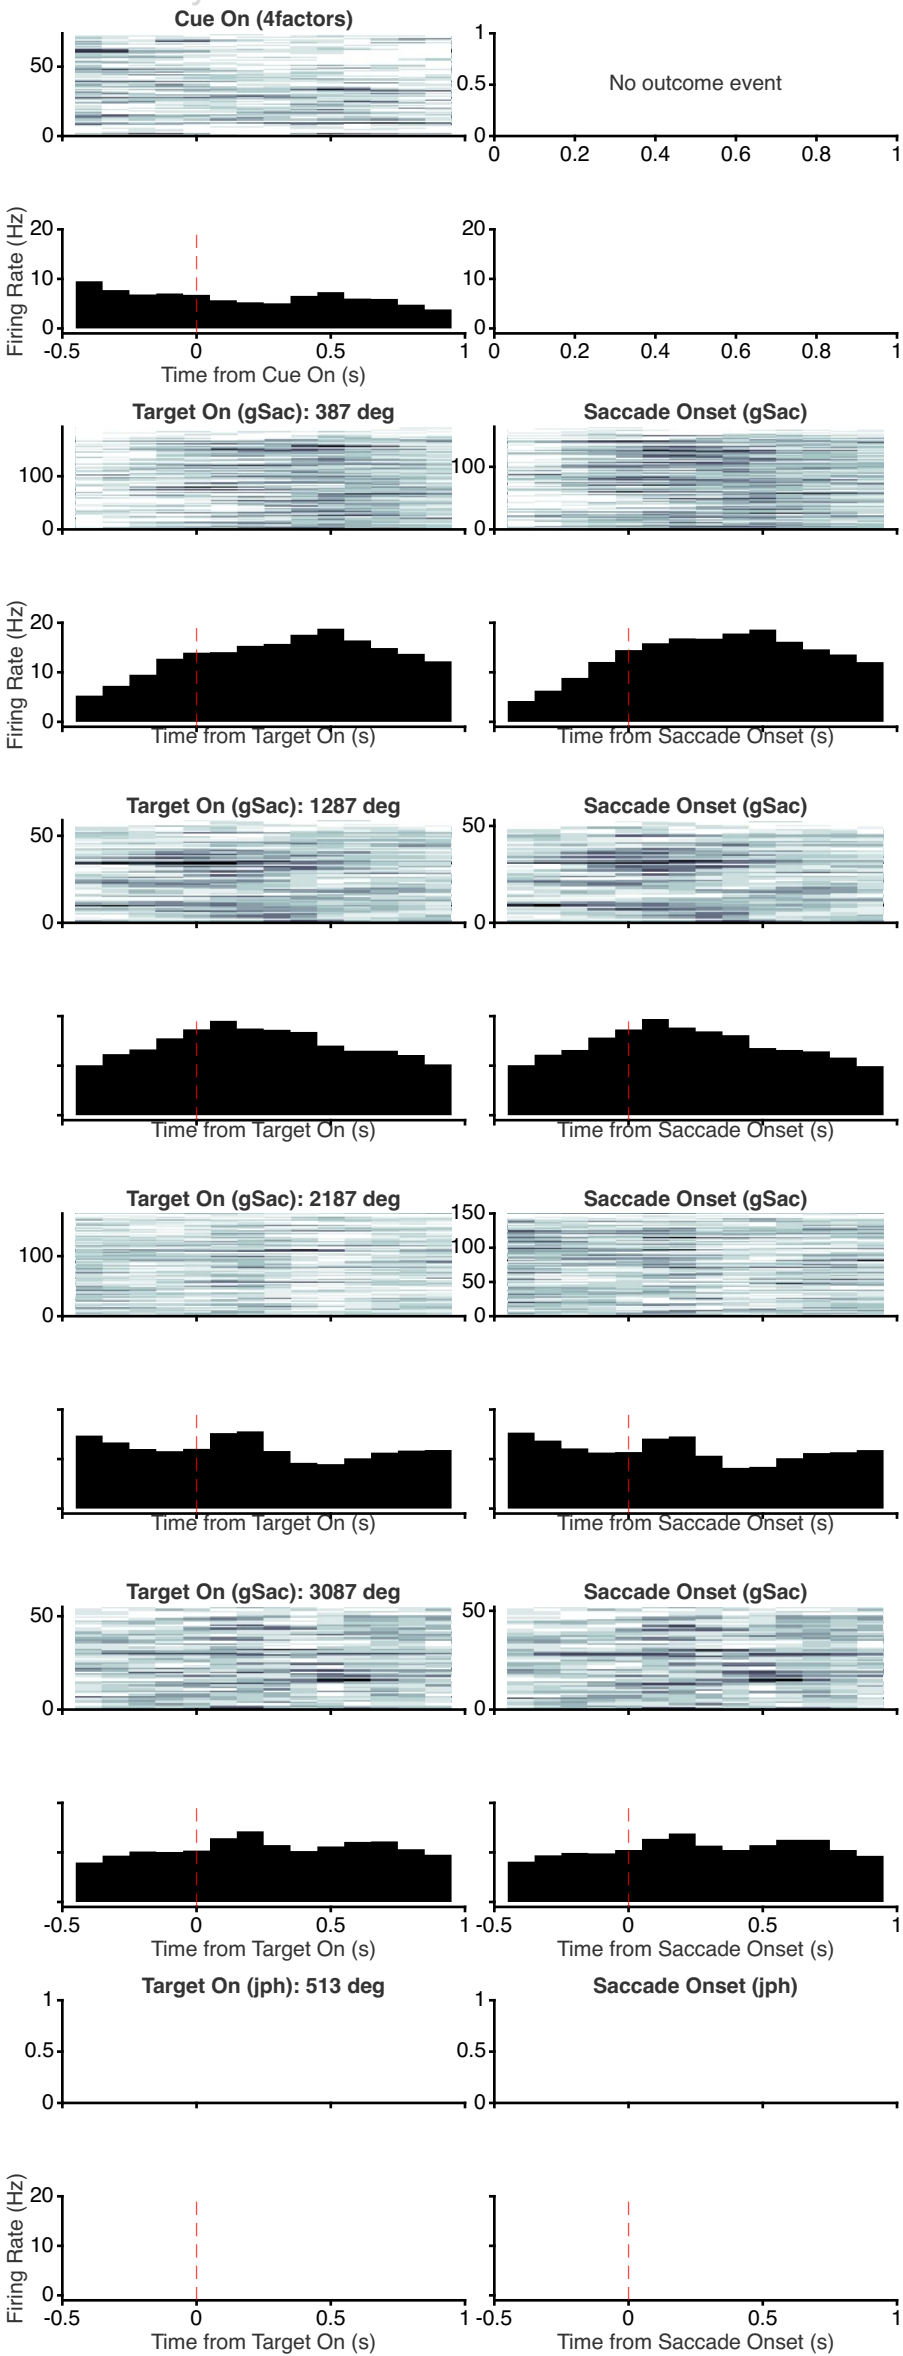 Cue On (4factors)
50
0
1
0.5
0
No outcome event
0 0.2 0.4 0.6 0.8 1
Firing Rate (Hz)
20
10
0
-0.5 0 0.5 1
Time from Cue On (s)
20
10
0
0 0.2 0.4 0.6 0.8 1
Target On (gSac): 387 deg
100
0
Saccade Onset (gSac)
100
0
Firing Rate (Hz)
20
10
0
Time from Target On (s)
Time from Saccade Onset (s)
Target On (gSac): 1287 deg
50
0
Saccade Onset (gSac)
50
0
Time from Target On (s)
Time from Saccade Onset (s)
Target On (gSac): 2187 deg
100
0
Saccade Onset (gSac)
150
100
50
0
Time from Target On (s)
Time from Saccade Onset (s)
Target On (gSac): 3087 deg
50
0
Saccade Onset (gSac)
50
0
-0.5 0 0.5 1
Time from Target On (s)
-0.5 0 0.5 1
Time from Saccade Onset (s)
Target On (jph): 513 deg
1
0.5
0
Saccade Onset (jph)
1
0.5
0
Firing Rate (Hz)
20
10
0
-0.5 0 0.5 1
Time from Target On (s)
-0.5 0 0.5 1
Time from Saccade Onset (s)